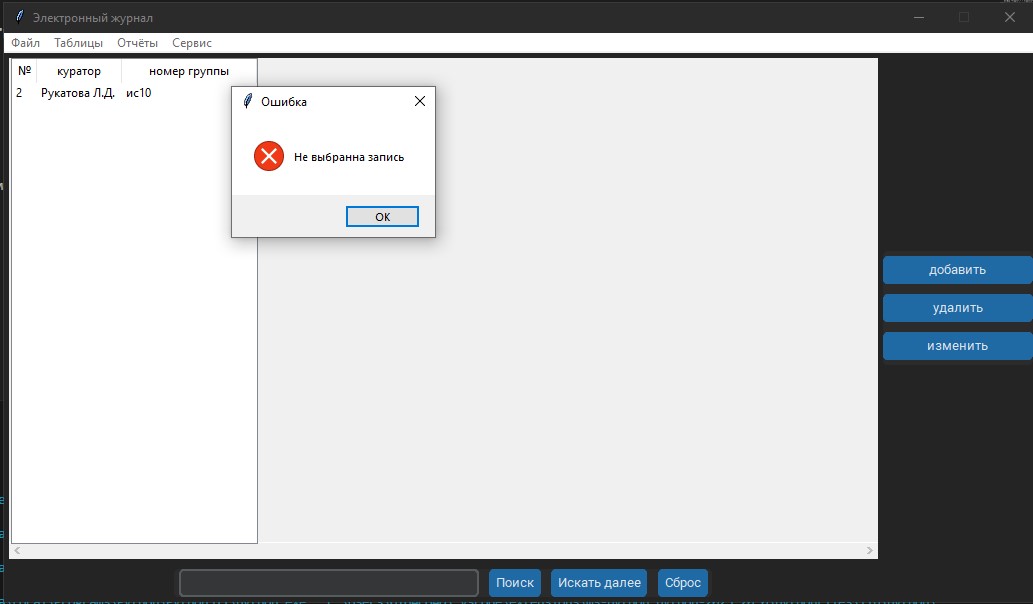 Электронный журнал
Файл Таблицы Отчёты Сервис
№ куратор номер группы
2 Рукатова Л.Д. ис10
Ошибка
Не выбранна запись
ОК
добавить
удалить
изменить
Поиск Искать далее Сброс